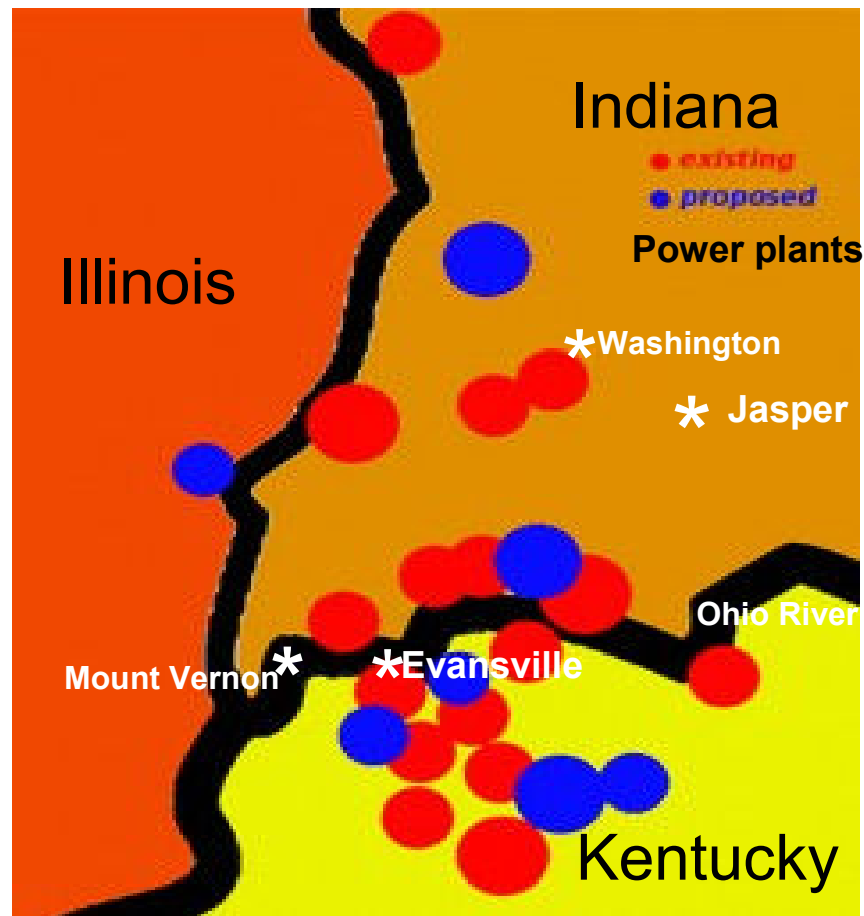 Indiana
existing
proposed
Power plants
Illinois
*Washington
* Jasper
Ohio River
Mount Vernon*
*Evansville
Kentucky